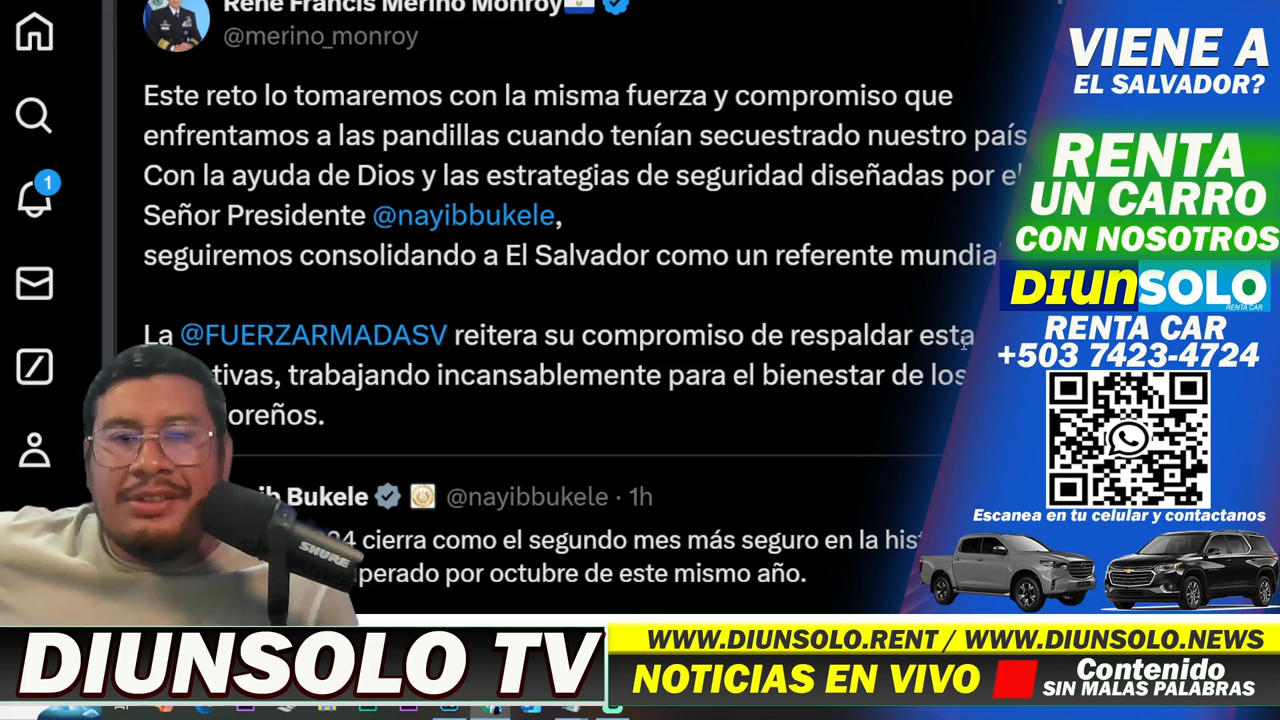 René Francis Merino Monroy
@merino_monroy
Este reto lo tomaremos con la misma fuerza y compromiso que
enfrentamos a las pandillas cuando tenían secuestrado nuestro país
Con la ayuda de Dios y las estrategias de seguridad diseñadas por el
Señor Presidente @nayibbukele,
seguiremos consolidando a El Salvador como un referente mundial
La @FUERZARMADASV reitera su compromiso de respaldar esta
tivas, trabajando incansablemente para el bienestar de los
oreños.
ib Bukele @nayibbukele · 1h
24 cierra como el segundo mes más seguro en la hist
uperado por octubre de este mismo año.
1
VIENE A
EL SALVADOR?
RENTA
UN CARRO
CON NOSOTROS
DIUNSOLO
RENTA CAR
RENTA CAR
+503 7423-4724
Escanea en tu celular y contactanos
SHURE
DIUNSOLO TV
WWW.DIUNSOLO.RENT / WWW.DIUNSOLO.NEWS
NOTICIAS EN VIVO
Contenido
SIN MALAS PALABRAS